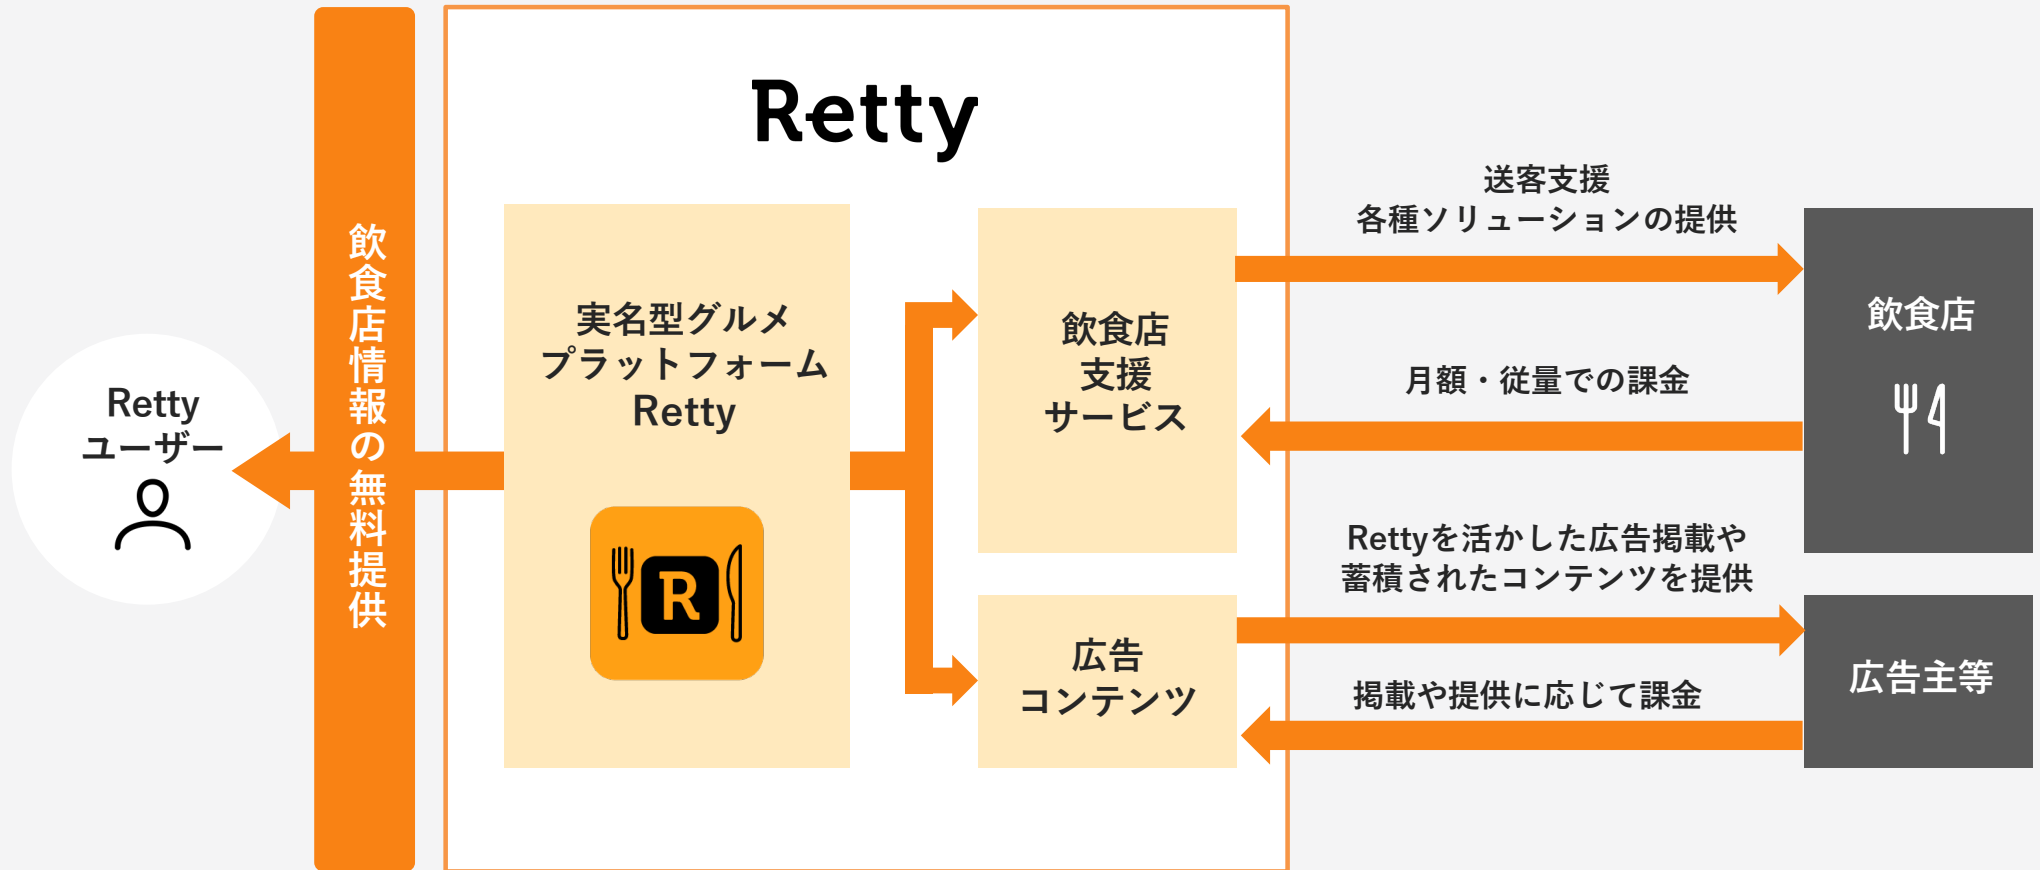 Retty
Retty
ユーザー
飲食店情報の無料提供
実名型グルメ
プラットフォーム
Retty
R
飲食店
支援
サービス
広告
コンテンツ
送客支援
各種ソリューションの提供
月額・従量での課金
Rettyを活かした広告掲載や
蓄積されたコンテンツを提供
掲載や提供に応じて課金
飲食店
広告主等